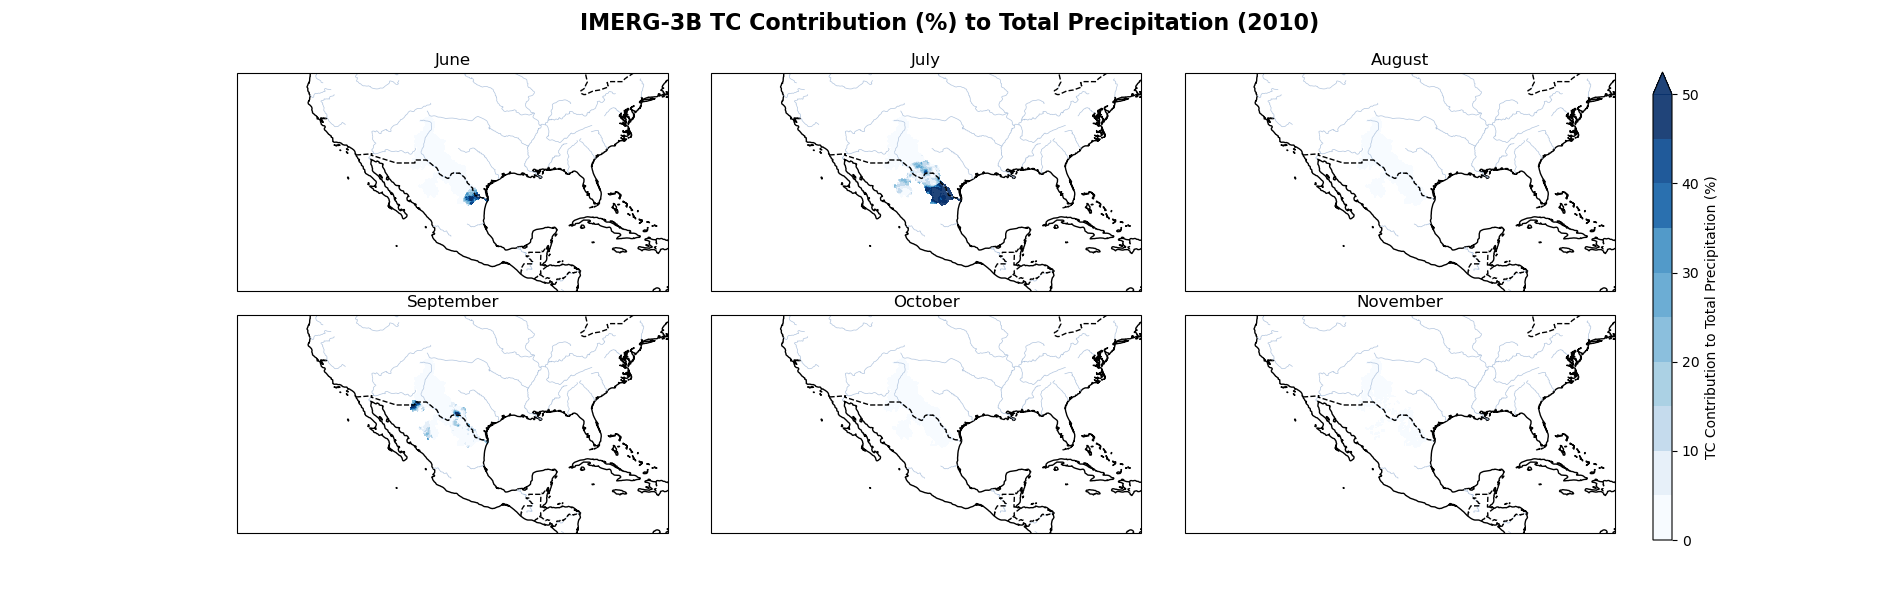 IMERG-3B TC Contribution (%) to Total Precipitation (2010)
June
July
August
September
October
November
50
40
30
20
10
0
TC Contribution to Total Precipitation (%)